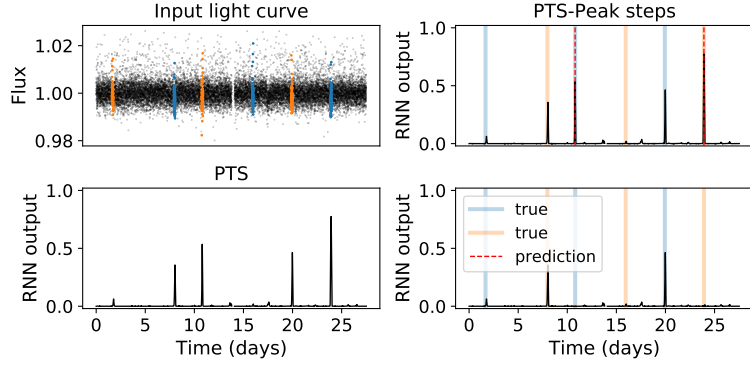 Input light curve
Flux
1.02
1.00
0.98
PTS-Peak steps
RNN output
1.0
0.5
0.0
PTS
RNN output
1.0
0.5
0.0
0 5 10 15 20 25
Time (days)
RNN output
1.0
0.5
0.0
true
true
prediction
0 5 10 15 20 25
Time (days)